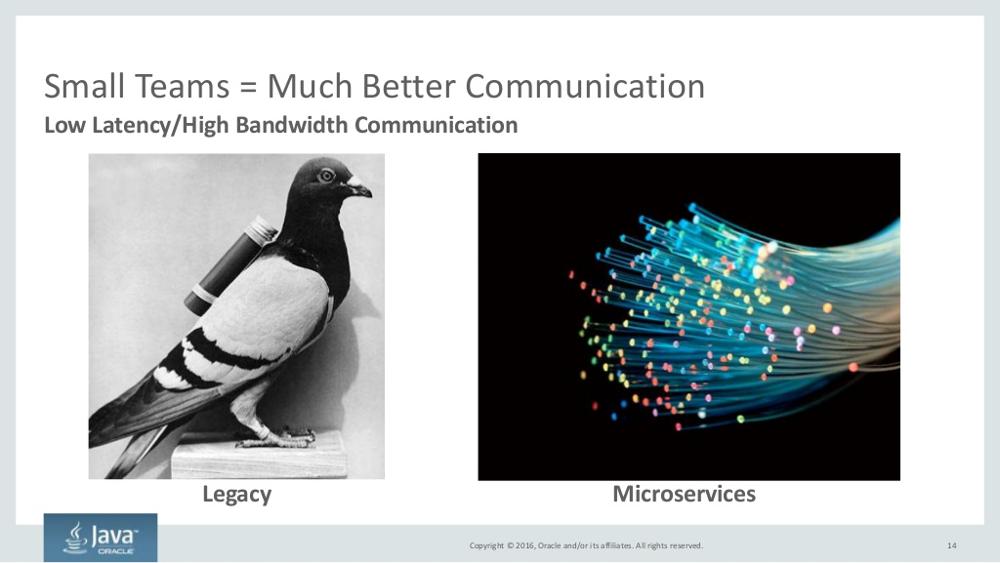 Small Teams = Much Better Communication
Low Latency/High Bandwidth Communication
Legacy
Microservices
Java™
ORACLE
Copyright © 2016, Oracle and/or its affiliates. All rights reserved.
14